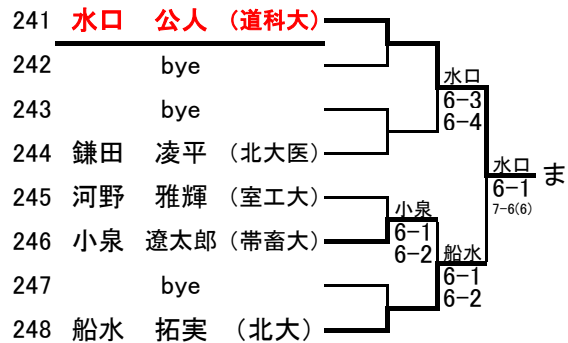 241 水口 公人 (道科大)
242 bye
243 bye
244 鎌田 凌平 (北大医)
245 河野 雅輝 (室工大)
246 小泉 遼太郎 (帯畜大)
247 bye
248 船水 拓実 (北大)
小泉
6-1
6-2
水口
6-3
6-4
船水
6-1
6-2
水口
6-1
7-6(6)
ま